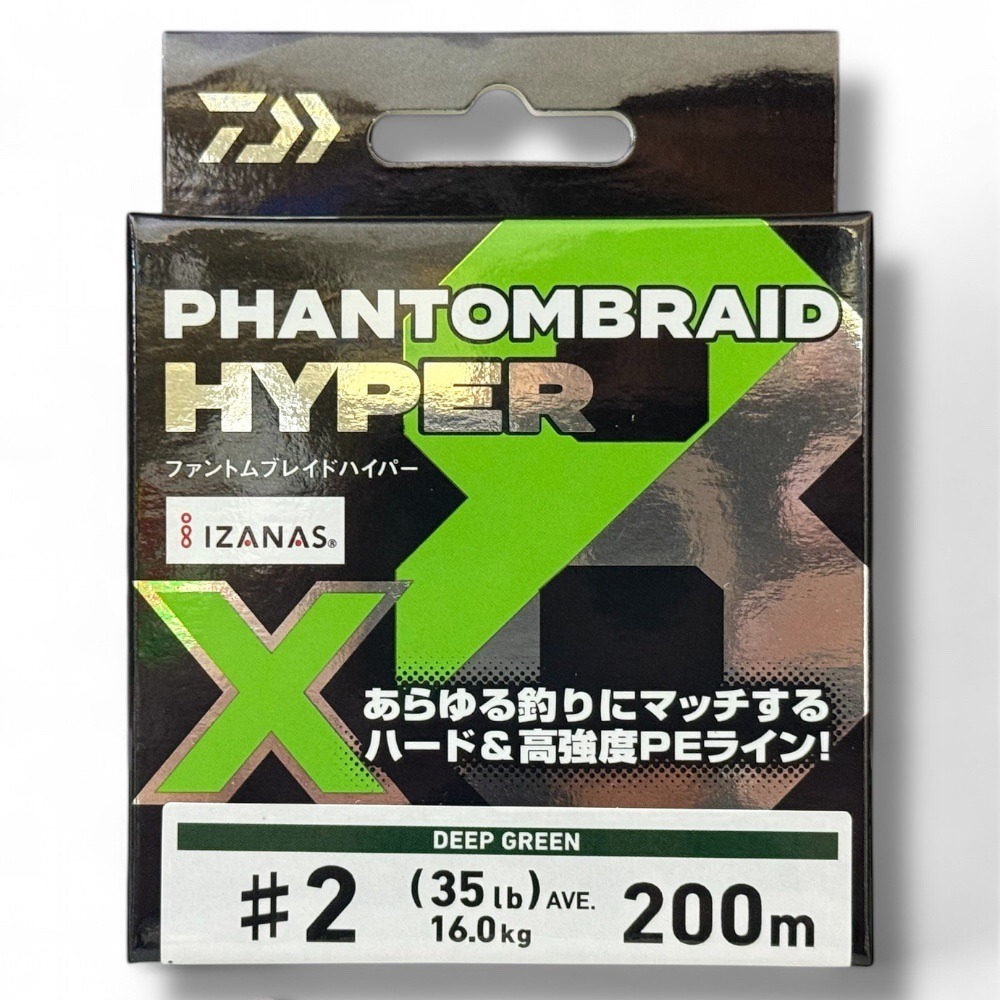 PHANTOMBRAID
HYPER
ファントムブレイドハイパー
IZANAS®
X8
あらゆる釣りにマッチする
ハード&高強度PEライン!
DEEP GREEN
#2 (35lb) AVE. 16.0kg 200m